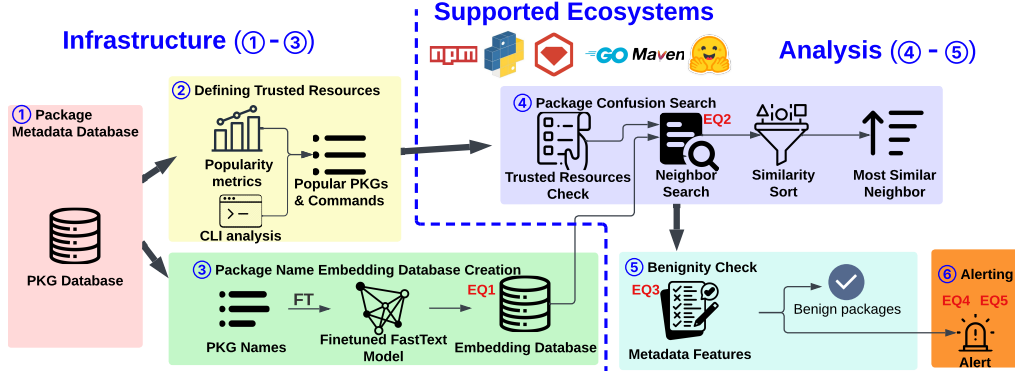 Supported Ecosystems
Infrastructure (①-③)
npm
GO
Maven
Analysis (④ - ⑤)
① Package
Metadata Database
PKG Database
② Defining Trusted Resources
Popularity
metrics
CLI analysis
Popular PKGs
& Commands
③ Package Name Embedding Database Creation
PKG Names
FT
Finetuned FastText
Model
EQ1
Embedding Database
④ Package Confusion Search
Trusted Resources
Check
EQ2
Neighbor
Search
Similarity
Sort
Most Similar
Neighbor
⑤ Benignity Check
EQ3
Metadata Features
Benign packages
⑥ Alerting
EQ4 EQ5
Alert